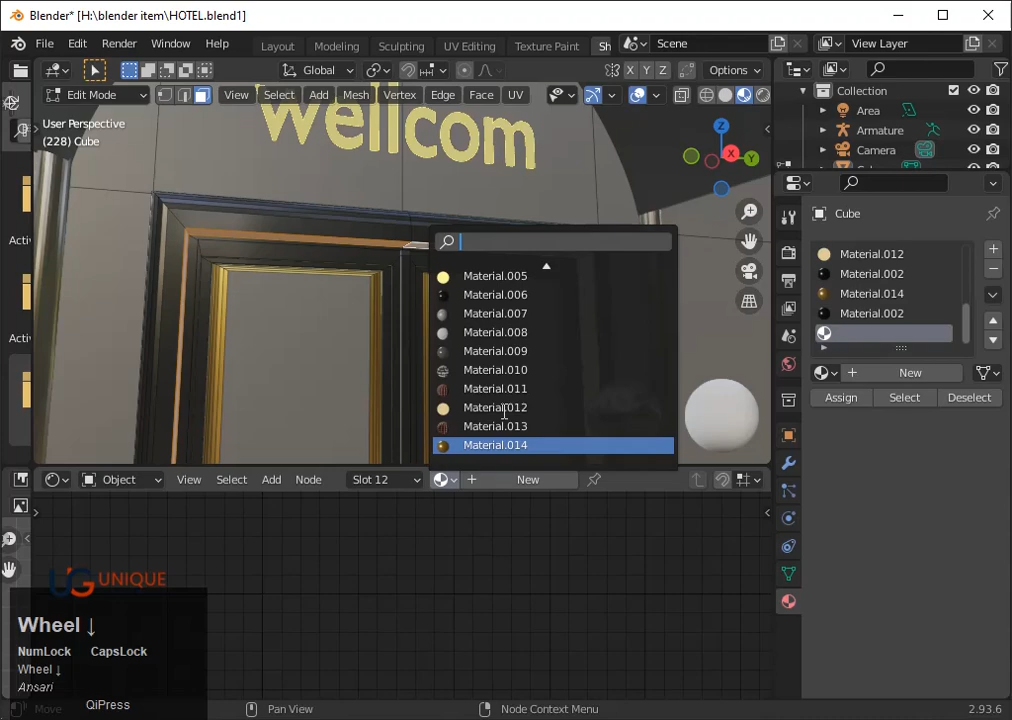 Blender* [H:\blender item\HOTEL.blend1]
File Edit Render Window Help Layout Modeling Sculpting UV Editing Texture Paint Sh Scene View Layer
Global X Y Z Options
Edit Mode View Select Add Mesh Vertex Edge Face UV
User Perspective
(228) Cube
wellcom
Z X Y
Collection
Area
Armature
Camera
Cube
Material.012
Material.002
Material.014
Material.002
New
Assign Select Deselect
Material.005
Material.006
Material.007
Material.008
Material.009
Material.010
Material.011
Material.012
Material.013
Material.014
Activ
Activ
Object View Select Add Node Slot 12 New
UG UNIQUE
Wheel ↓
NumLock CapsLock
Wheel ↓
Ansari
QiPress
Move Pan View Node Context Menu 2.93.6